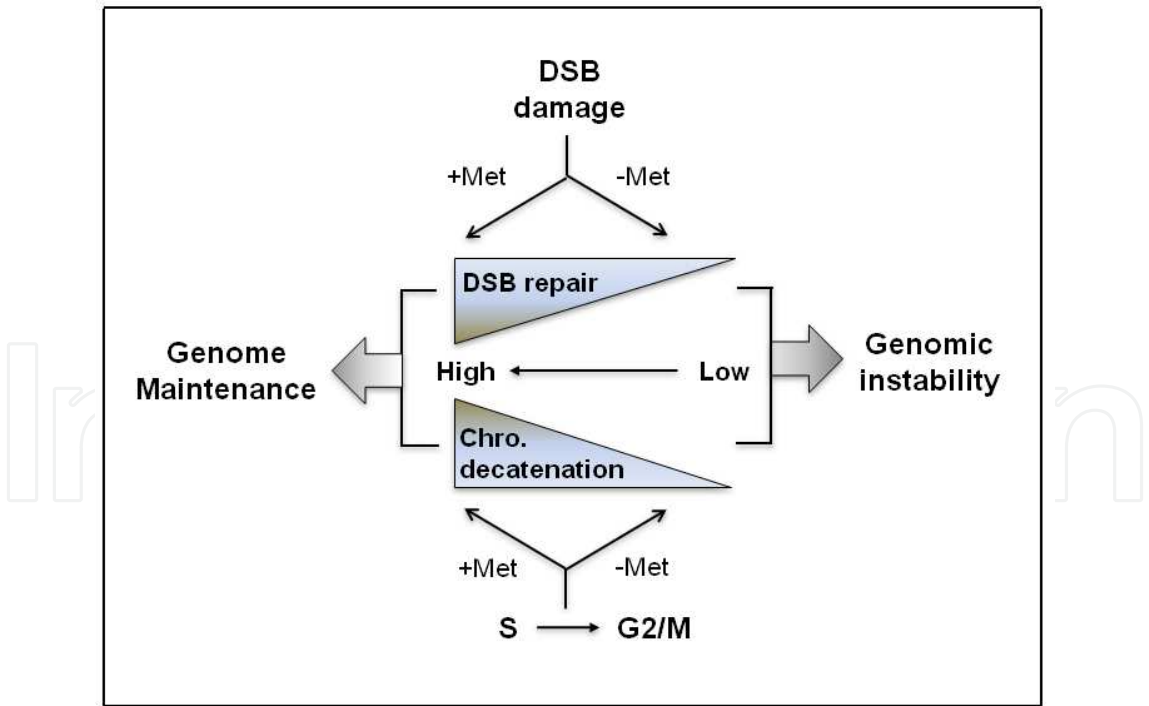 DSB
damage
+Met
-Met
DSB repair
Genome
Maintenance
High
Low
Genomic
instability
Chro.
decatenation
+Met
-Met
S
G2/M